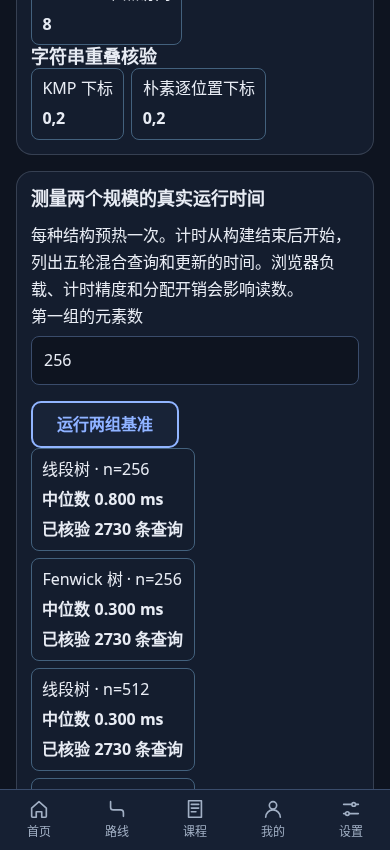 8
字符串重叠核验
KMP 下标
0,2
朴素逐位置下标
0,2
测量两个规模的真实运行时间
每种结构预热一次。计时从构建结束后开始，
列出五轮混合查询和更新的时间。浏览器负
载、计时精度和分配开销会影响读数。
第一组的元素数
256
运行两组基准
线段树 · n=256
中位数 0.800 ms
已核验 2730 条查询
Fenwick 树 · n=256
中位数 0.300 ms
已核验 2730 条查询
线段树 · n=512
中位数 0.300 ms
已核验 2730 条查询
首页
路线
课程
我的
设置